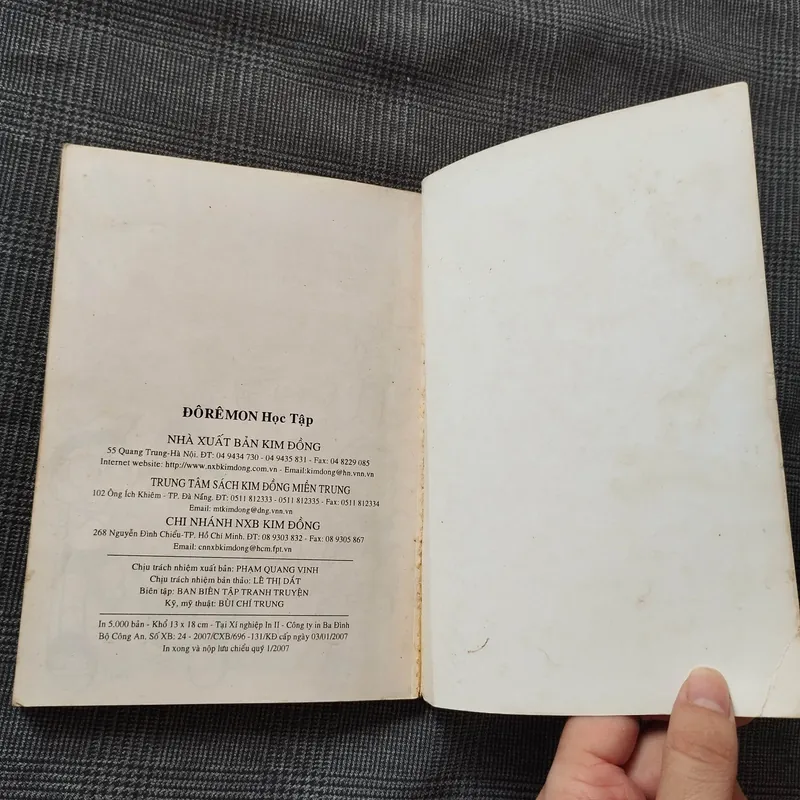 ĐÔRÊMON Học Tập
NHÀ XUẤT BẢN KIM ĐỒNG
55 Quang Trung-Hà Nội. ĐT: 04 9434 730 - 04 9435 831 - Fax: 04 8229 085
Internet website: http://www.nxbkimdong.com.vn - Email:kimdong@hn.vnn.vn
TRUNG TÂM SÁCH KIM ĐỒNG MIỀN TRUNG
102 Ông Ích Khiêm - TP. Đà Nẵng. ĐT: 0511 812333 - 0511 812335 - Fax: 0511 812334
Email: mtkimdong@dng.vnn.vn
CHI NHÁNH NXB KIM ĐỒNG
268 Nguyễn Đình Chiểu-TP. Hồ Chí Minh. ĐT: 08 9303 832 - Fax: 08 9305 867
Email: cnnxbkimdong@hcm.fpt.vn
Chịu trách nhiệm xuất bản: PHẠM QUANG VINH
Chịu trách nhiệm bản thảo: LÊ THỊ DẮT
Biên tập: BAN BIÊN TẬP TRANH TRUYỆN
Kỹ, mỹ thuật: BÙI CHÍ TRUNG
In 5.000 bản - Khổ 13 x 18 cm - Tại Xí nghiệp In II - Công ty in Ba Đình
Bộ Công An. Số XB: 24 - 2007/CXB/696 -131/KĐ cấp ngày 03/01/2007
In xong và nộp lưu chiểu quý 1/2007